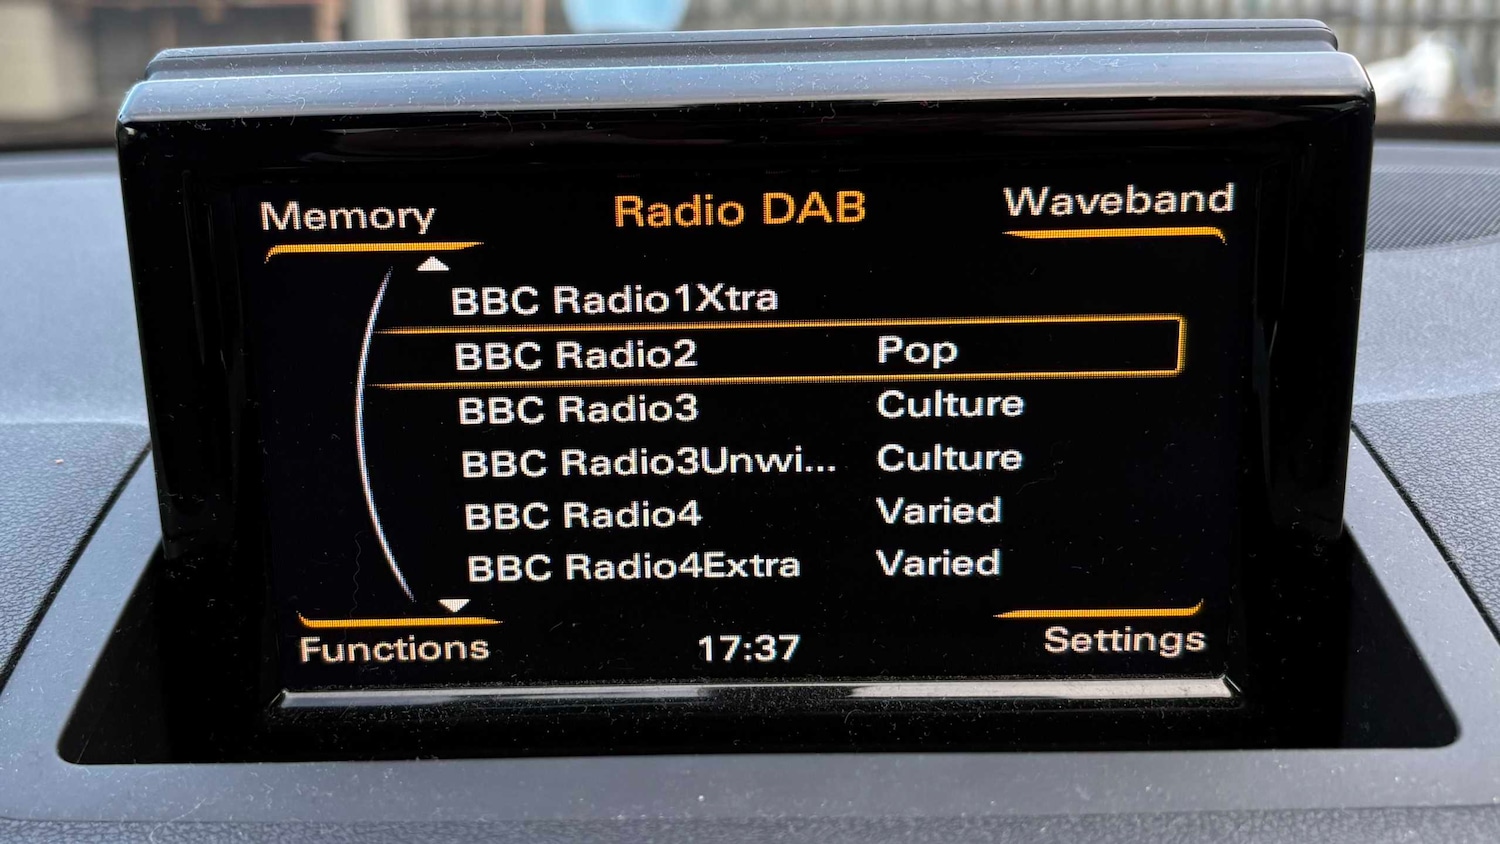 Memory Radio DAB Waveband
BBC Radio1Xtra
BBC Radio2 Pop
BBC Radio3 Culture
BBC Radio3Unwi... Culture
BBC Radio4 Varied
BBC Radio4Extra Varied
Functions 17:37 Settings